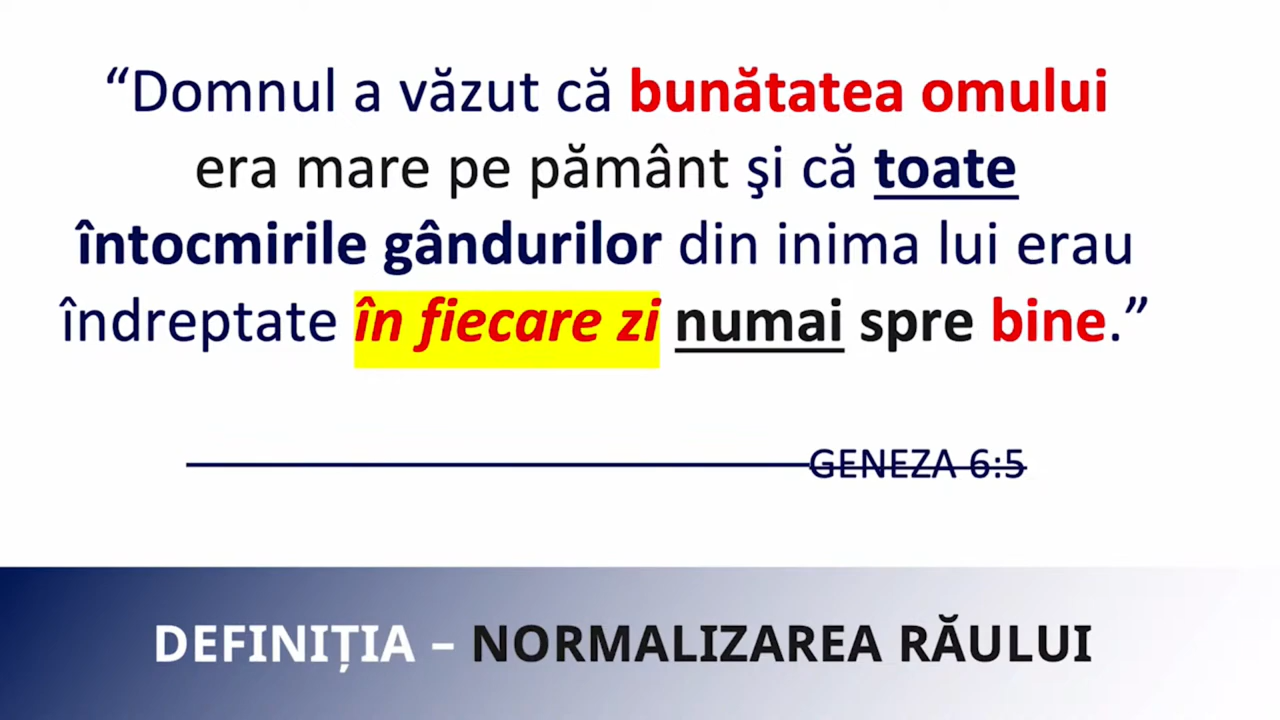 “Domnul a văzut că bunătatea omului
era mare pe pământ şi că toate
întocmirile gândurilor din inima lui erau
îndreptate în fiecare zi numai spre bine.”
GENEZA 6:5
DEFINIȚIA – NORMALIZAREA RĂULUI